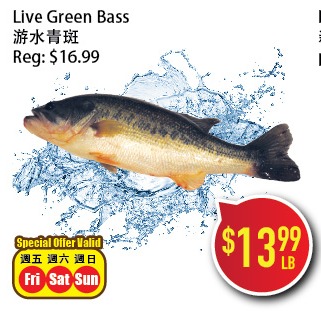 Live Green Bass
游水青斑
Reg: $16.99
Special Offer Valid
週五 週六 週日
Fri Sat Sun
$13.99
LB